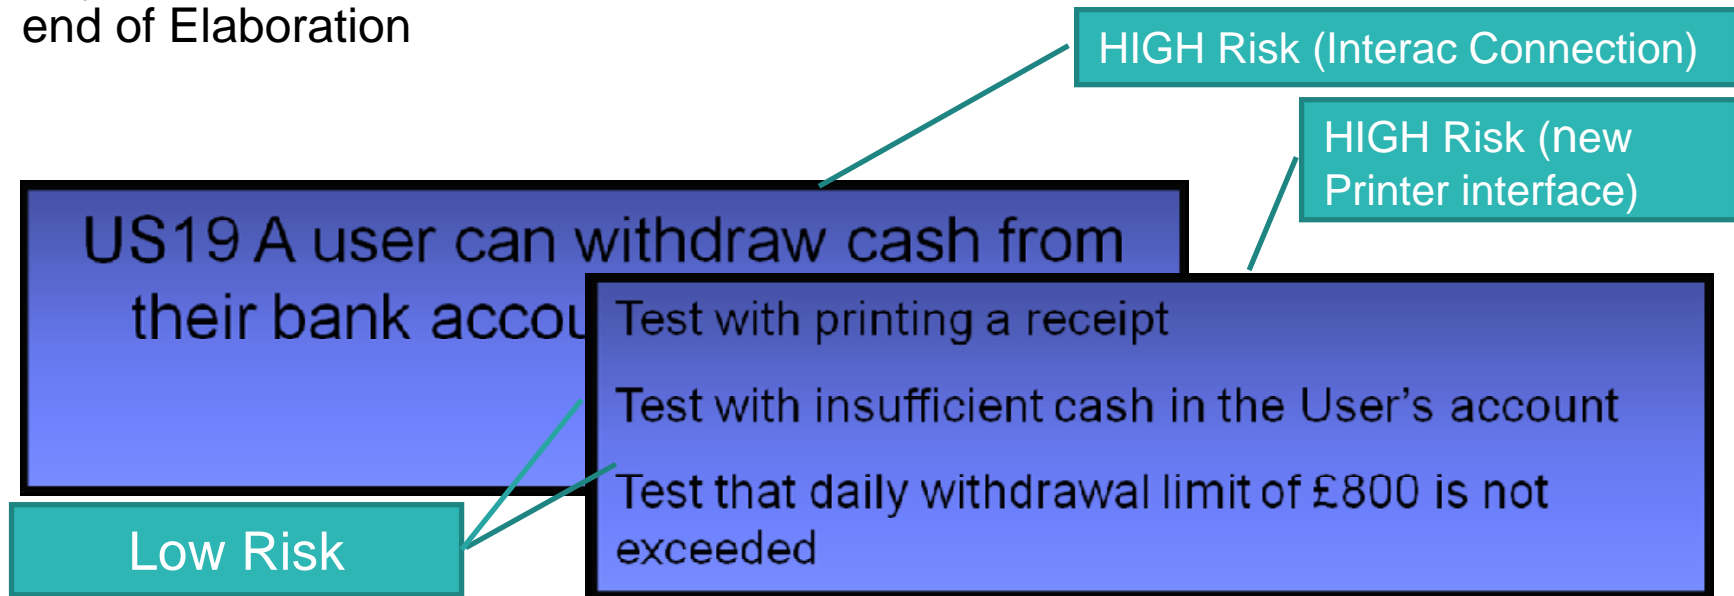 end of Elaboration
HIGH Risk (Interac Connection)
HIGH Risk (new
Printer interface)
US19 A user can withdraw cash from
their bank
Test with printing a receipt
Test with insufficient cash in the User's account
Test that daily withdrawal limit of £800 is not
exceeded
Low Risk